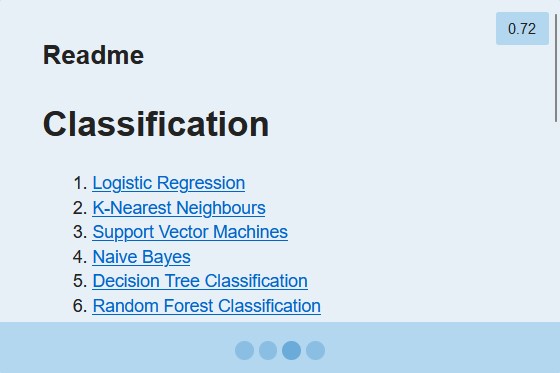 0.72
Readme
Classification
1. Logistic Regression
2. K-Nearest Neighbours
3. Support Vector Machines
4. Naive Bayes
5. Decision Tree Classification
6. Random Forest Classification